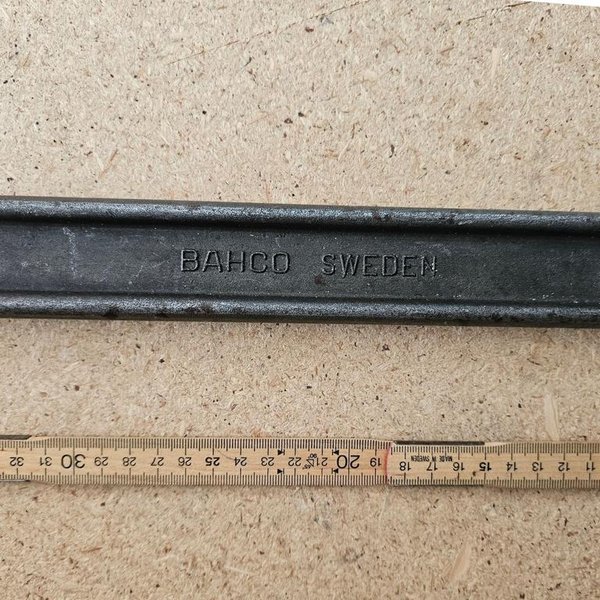 BAHCO SWEDEN
32 31 30 29 28 27 26 25 24 23 22 21 20 19 18 17 16 15 14 13 12 11
MADE IN SWEDEN